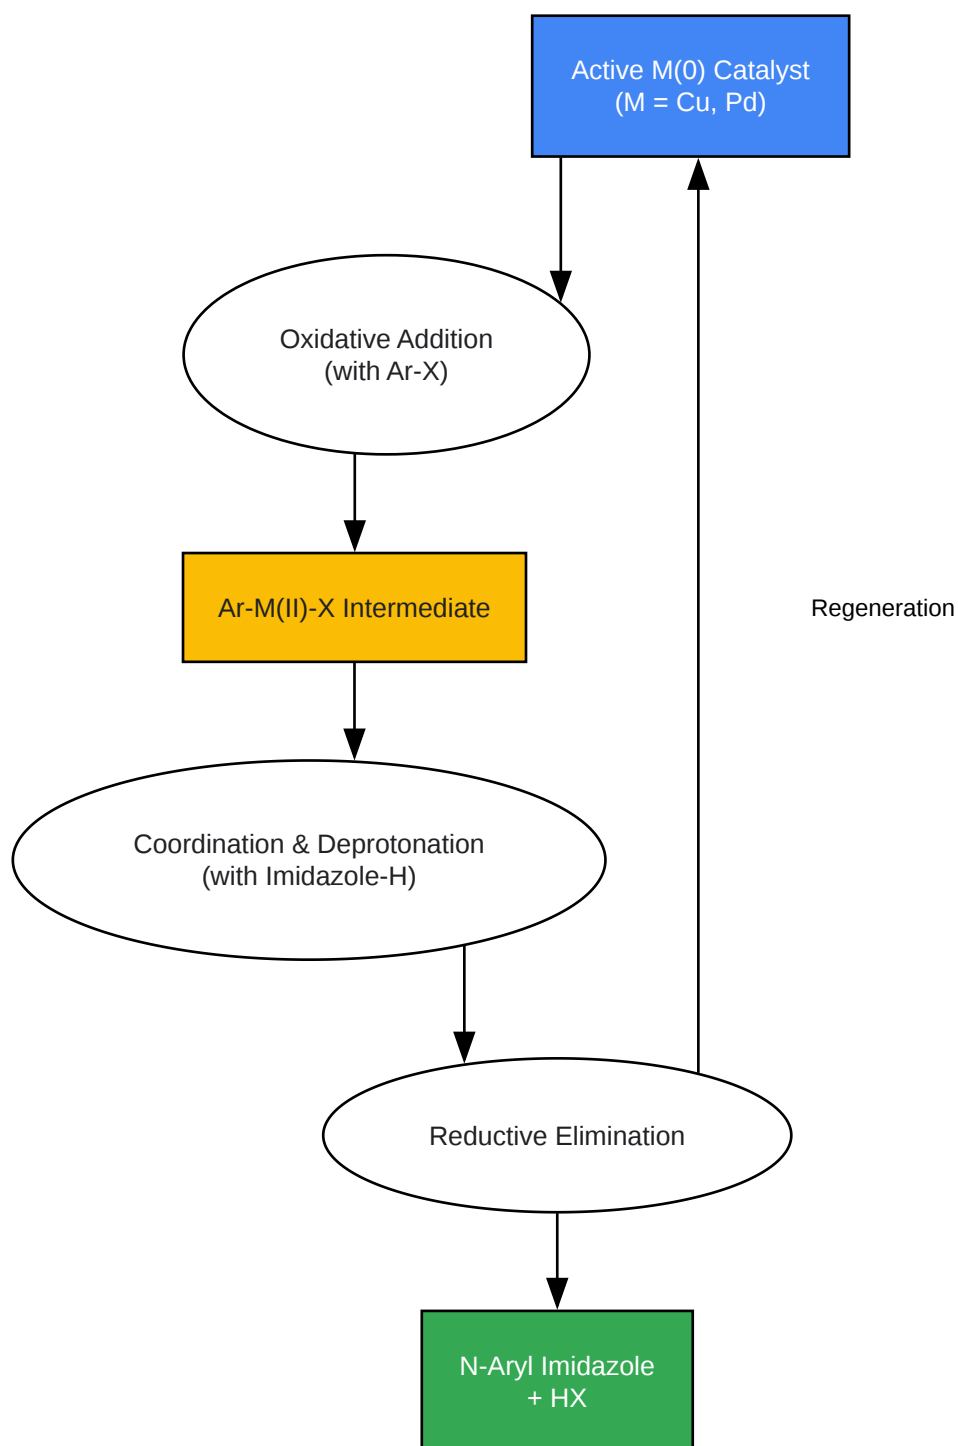 Active M(0) Catalyst
(M = Cu, Pd)
Oxidative Addition
(with Ar-X)
Ar-M(II)-X Intermediate
Regeneration
Coordination & Deprotonation
(with Imidazole-H)
Reductive Elimination
N-Aryl Imidazole
+ HX